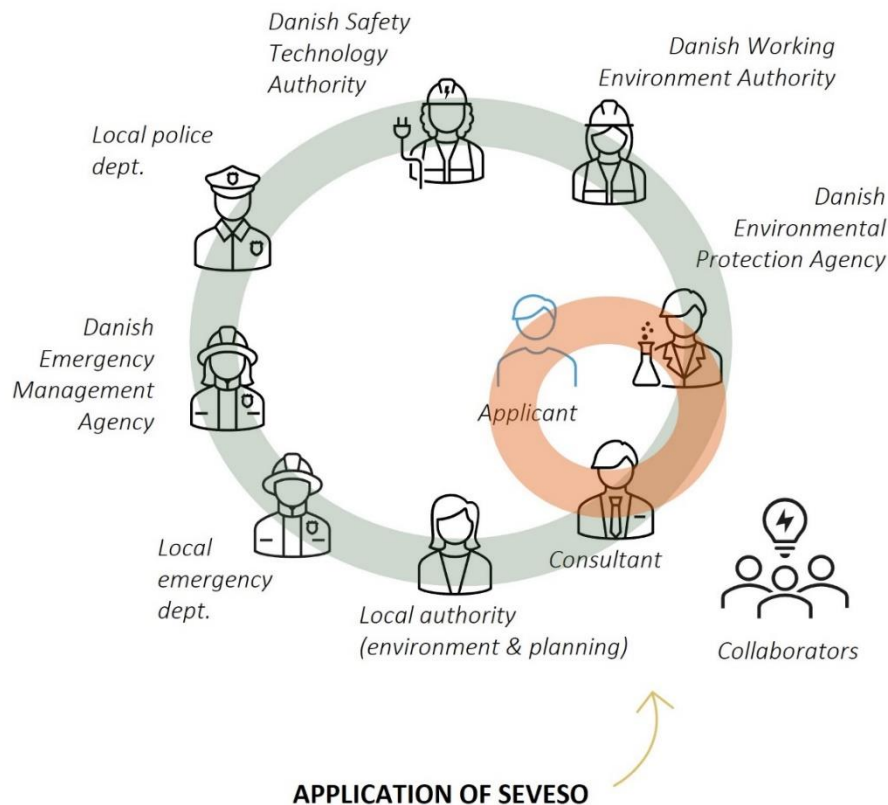 Danish Safety
Technology
Authority
Danish Working
Environment Authority
Local police
dept.
Danish
Environmental
Protection Agency
Danish
Emergency
Management
Agency
Applicant
Local
emergency
dept.
Consultant
Local authority
(environment & planning)
Collaborators
APPLICATION OF SEVESO